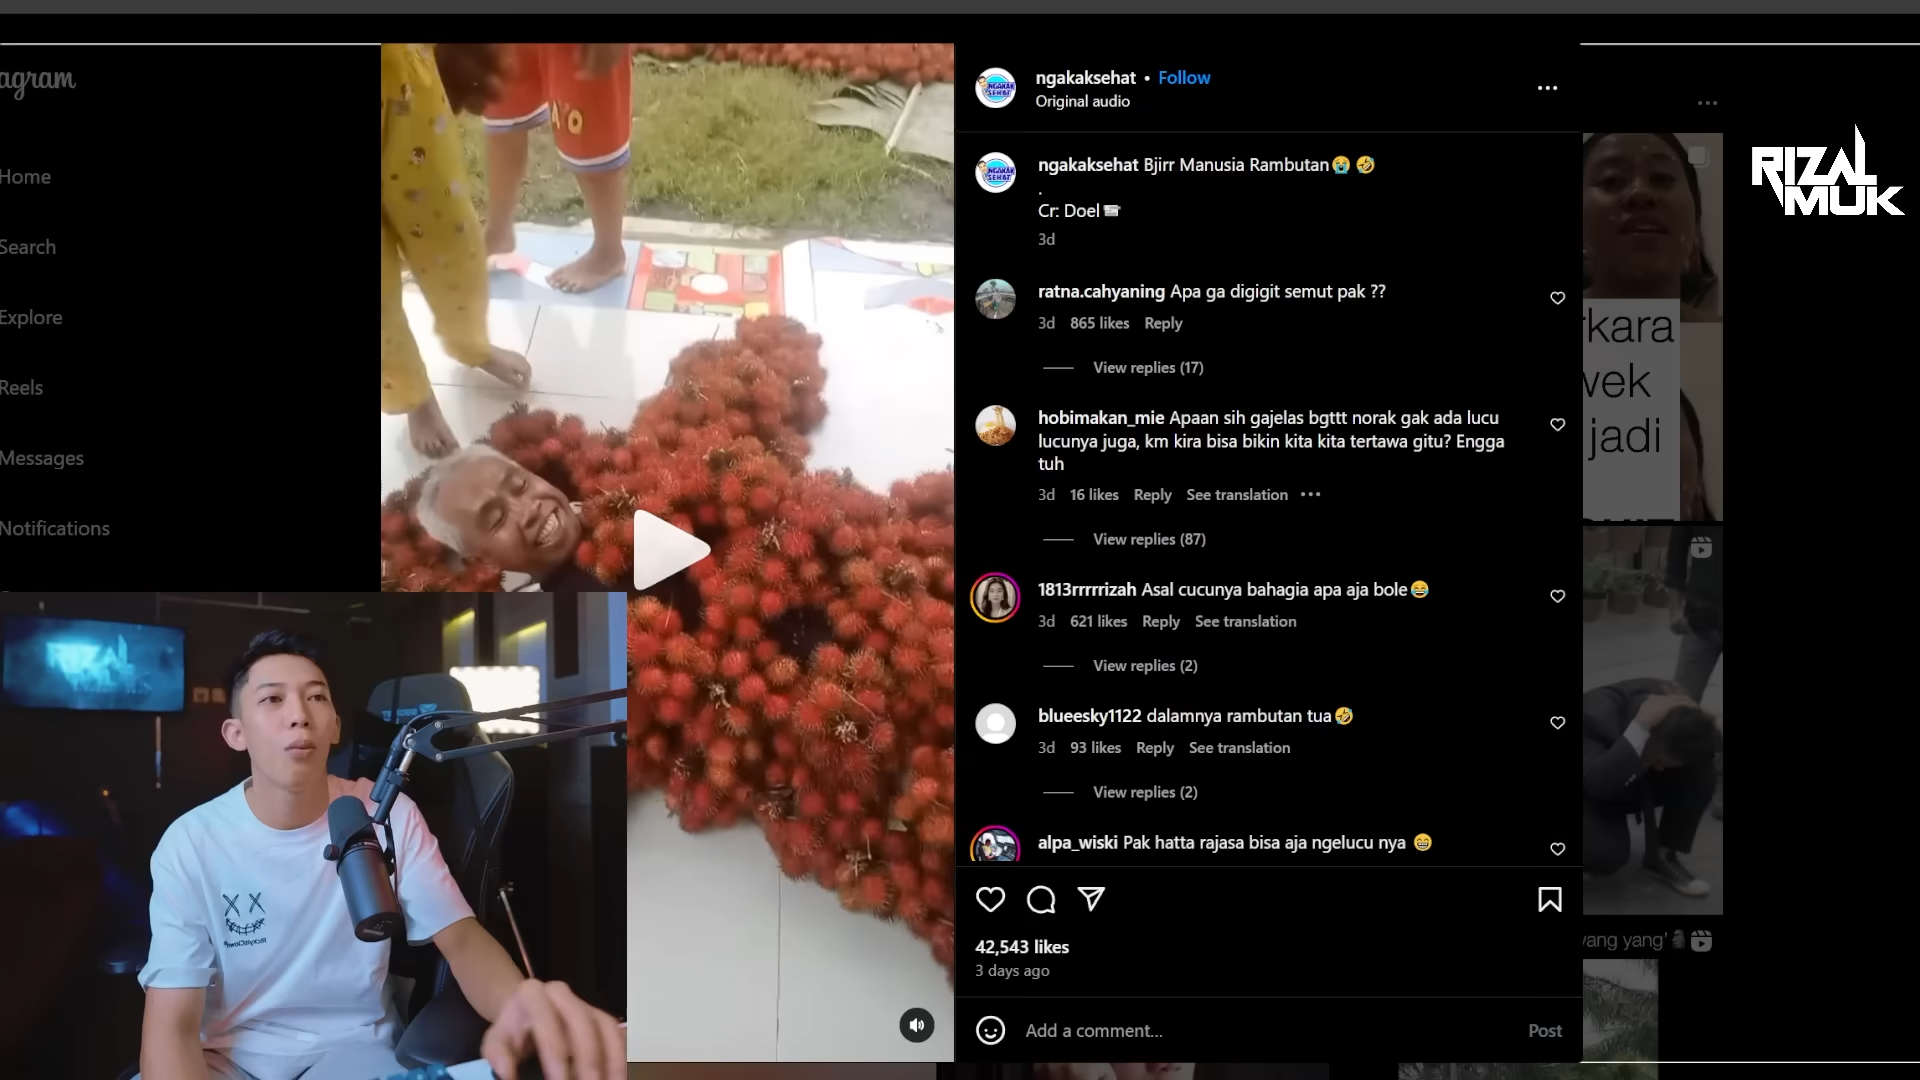 agram
Home
Search
Explore
Reels
Messages
Notifications
AO
ngakaksehat • Follow
Original audio
ngakaksehat Bjirr Manusia Rambutan😭🤣
.
Cr: Doel📹
3d
ratna.cahyaning Apa ga digigit semut pak ??
3d 865 likes Reply
View replies (17)
hobimakan_mie Apaan sih gajelas bgttt norak gak ada lucu
lucunya juga, km kira bisa bikin kita kita tertawa gitu? Engga
tuh
3d 16 likes Reply See translation •••
View replies (87)
1813rrrrrizah Asal cucunya bahagia apa aja bole😂
3d 621 likes Reply See translation
View replies (2)
blueesky1122 dalamnya rambutan tua🤣
3d 93 likes Reply See translation
View replies (2)
alpa_wiski Pak hatta rajasa bisa aja ngelucu nya 😁
42,543 likes
3 days ago
Add a comment...
Post
RIZAL
MUK
rkara
wek
jadi
yang yang'
NGAKAK
SEHAT